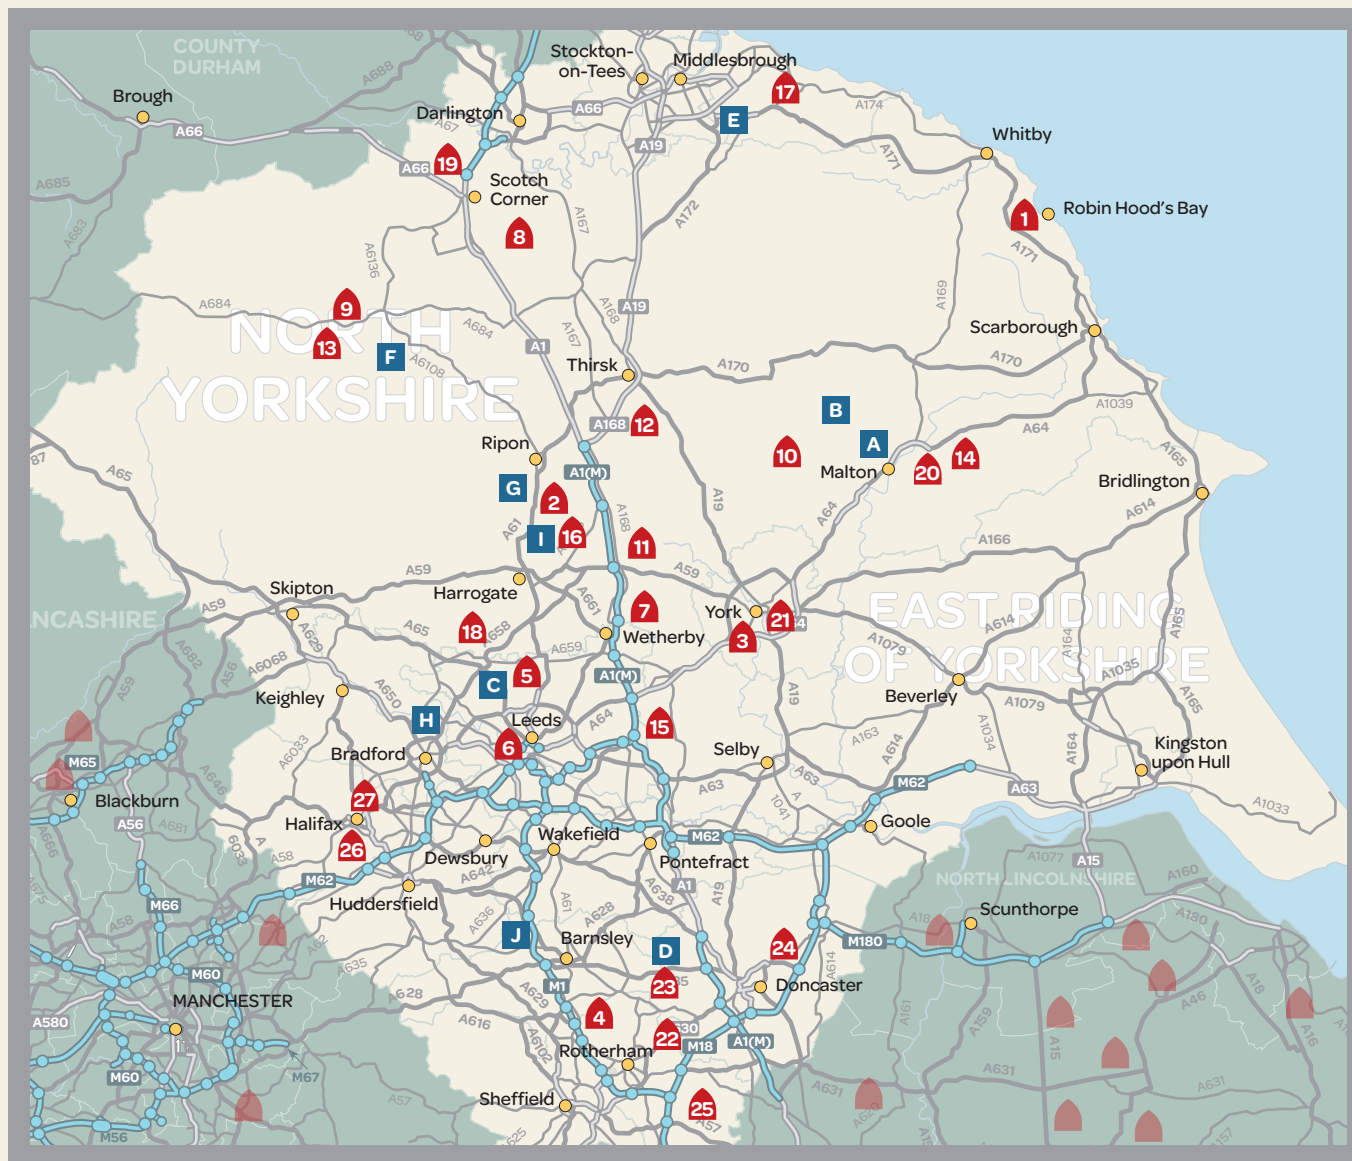 COUNTY
DURHAM
A688
68
Stockton-
on-Tees
Middlesbrough
17
Brough
A66
Darlington
A67
A66
E
A174
Whitby
A19
A171
A66
19
Scotch
Corner
A685
A683
A167
A172
1
Robin Hood's Bay
8
A171
A6136
A169
A684
9
NORTH
YORKSHIRE
A684
A168
A19
Scarborough
13
F
A6108
A167
A1
Thirsk
A170
A170
B
A1039
A168
12
A64
Ripon
10
A
Malton
20
14
A165
87
A65
A1(M)
G
2
A168
A19
A64
Bridlington
A614
A61
I
16
11
A166
A59
Skipton
Harrogate
A59
NCASHIRE
A59
A629
A65
18
A658
A661
7
Wetherby
York
3
21
64
EAST RIDING
OF YORKSHIRE
A614
A164
A165
A1079
A1035
A682
A56
A6068
A59
A659
5
A1(M)
Keighley
A650
C
Beverley
A1079
A165
A19
H
Leeds
A64
15
A163
A614
A1034
A164
Kingston
upon Hull
Bradford
6
Selby
A6033
A63
A63
M62
A63
A1033
M65
Blackburn
A646
27
A
1041
A56
A681
Halifax
26
Goole
Wakefield
M62
A666
A
6033
A58
Dewsbury
Pontefract
A1077
A15
A675
M62
A642
A638
A1
A19
NORTH LINCOLNSHIRE
A160
Huddersfield
M66
A58
A636
A61
A628
A18
Scunthorpe
A180
A62
J
Barnsley
D
24
M180
A635
23
35
A614
M60
MANCHESTER
A628
A629
M1
Doncaster
A161
A46
A18
A580
A616
4
A630
22
M18
A1(M)
A159
A15
A16
A6102
Rotherham
M60
M67
A631
A631
A631
A57
Sheffield
25
A57
M56
A157